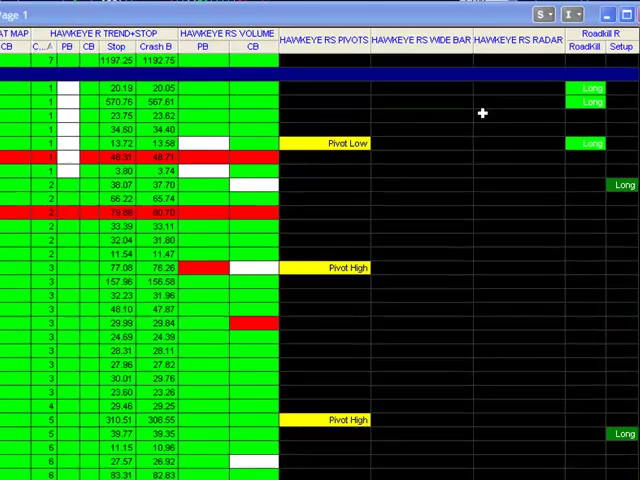 Page 1 S I
AT MAP HAWKEYE R TREND+STOP HAWKEYE RS VOLUME HAWKEYE RS PIVOTS HAWKEYE RS WIDE BAR HAWKEYE RS RADAR Roadkill R
CB C... PB CB Stop Crash B PB CB RoadKill Setup
7 1197.25 1192.75
1 20.19 20.05 Long
1 570.76 567.61 Long
1 23.75 23.62
1 34.60 34.40
1 13.72 13.58 Pivot Low Long
1 48.31 48.71
1 3.80 3.74
2 38.07 37.70 Long
2 66.22 65.74
2 79.88 80.70
2 33.39 33.11
2 32.04 31.80
2 11.54 11.47
3 77.08 76.26 Pivot High
3 157.96 156.58
3 32.23 31.96
3 48.10 47.87
3 29.99 29.84
3 24.69 24.39
3 28.31 28.11
3 27.96 27.82
3 30.01 29.76
3 23.60 23.26
4 29.46 29.25
5 310.51 308.55 Pivot High
5 39.77 39.35 Long
6 11.15 10.96
6 27.57 26.92
6 83.31 82.83